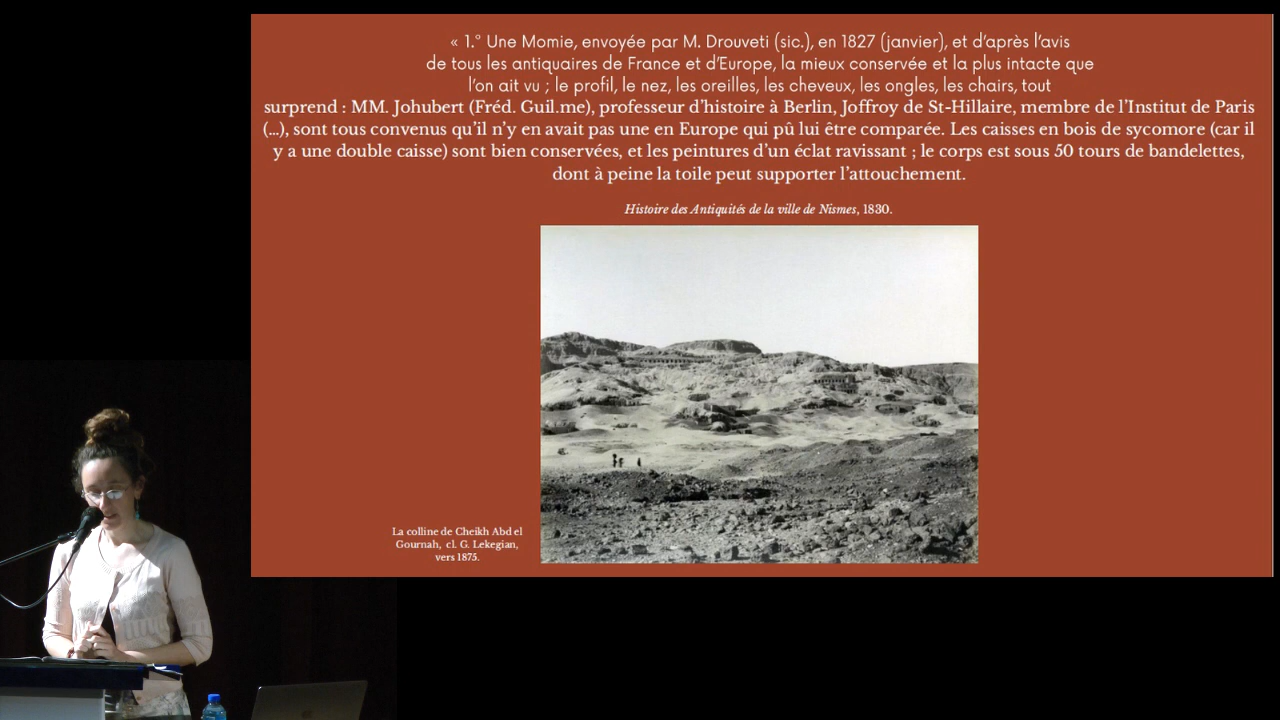 « 1.° Une Momie, envoyée par M. Drouveti (sic.), en 1827 (janvier), et d'après l'avis
de tous les antiquaires de France et d'Europe, la mieux conservée et la plus intacte que
l'on ait vu ; le profil, le nez, les oreilles, les cheveux, les ongles, les chairs, tout
surprend : MM. Johubert (Fréd. Guil.me), professeur d'histoire à Berlin, Joffroy de St-Hillaire, membre de l'Institut de Paris
(…), sont tous convenus qu'il n'y en avait pas une en Europe qui pû lui être comparée. Les caisses en bois de sycomore (car il
y a une double caisse) sont bien conservées, et les peintures d'un éclat ravissant ; le corps est sous 50 tours de bandelettes,
dont à peine la toile peut supporter l'attouchement.
Histoire des Antiquités de la ville de Nismes, 1830.
La colline de Cheikh Abd el
Gournah, cl. G. Lekegian,
vers 1875.